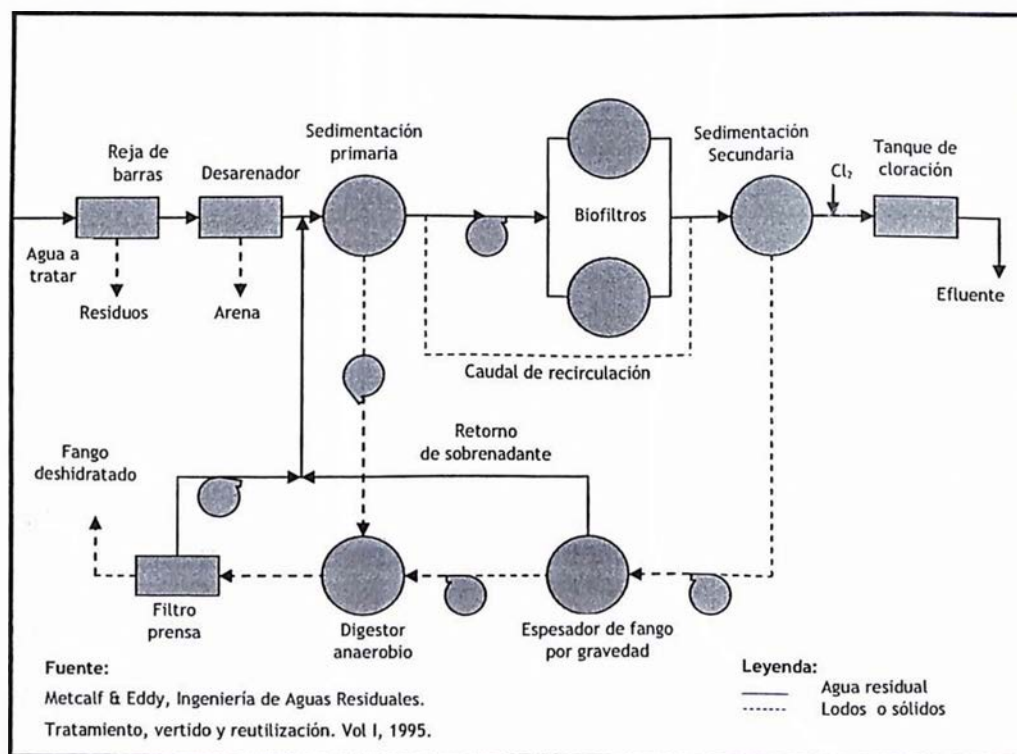 Reja de
barras
Desarenador
Sedimentación
primaria
Biofiltros
Sedimentación
Secundaria
Cl₂
Tanque de
cloración
Agua a
tratar
Residuos
Arena
Efluente
Caudal de recirculación
Retorno
de sobrenadante
Fango
deshidratado
Filtro
prensa
Digestor
anaerobio
Espesador de fango
por gravedad
Fuente:
Metcalf & Eddy, Ingeniería de Aguas Residuales.
Tratamiento, vertido y reutilización. Vol I, 1995.
Leyenda:
Agua residual
Lodos o sólidos